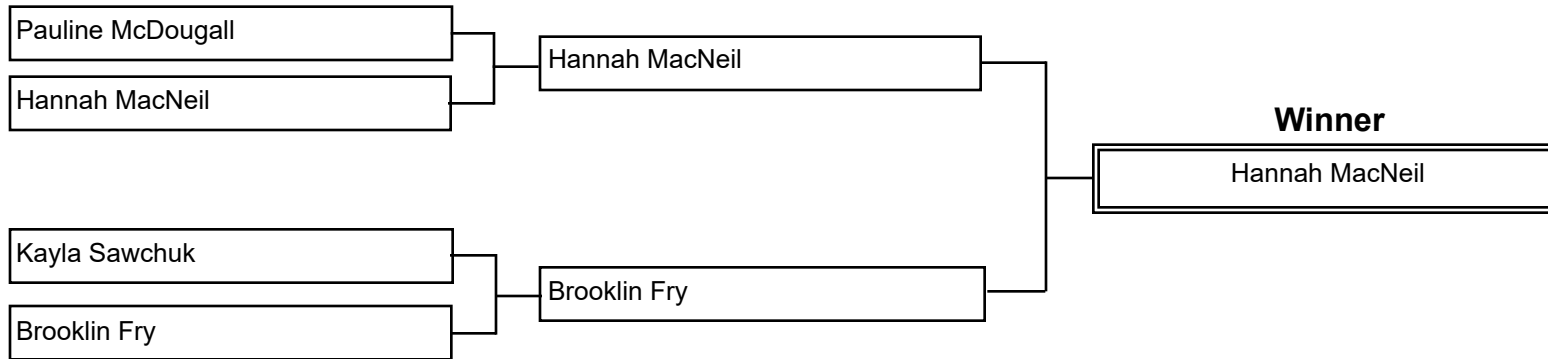 Pauline McDougall
Hannah MacNeil
Hannah MacNeil
Winner
Hannah MacNeil
Kayla Sawchuk
Brooklin Fry
Brooklin Fry